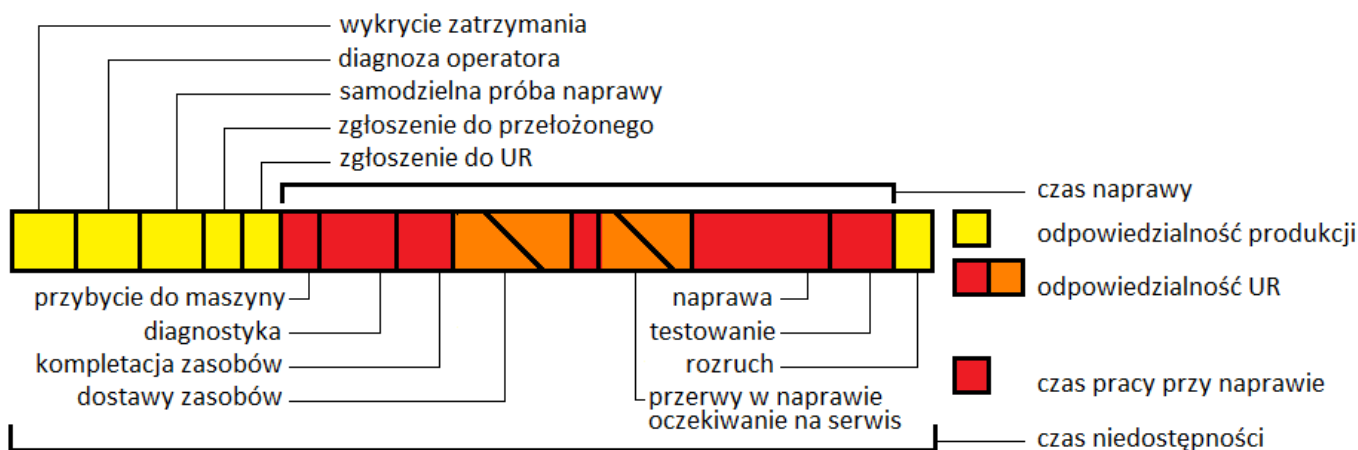 wykrycie zatrzymania
diagnoza operatora
samodzielna próba naprawy
zgłoszenie do przełożonego
zgłoszenie do UR
czas naprawy
odpowiedzialność produkcji
odpowiedzialność UR
przybycie do maszyny
diagnostyka
kompletacja zasobów
dostawy zasobów
naprawa
testowanie
rozruch
przerwy w naprawie
oczekiwanie na serwis
czas pracy przy naprawie
czas niedostępności